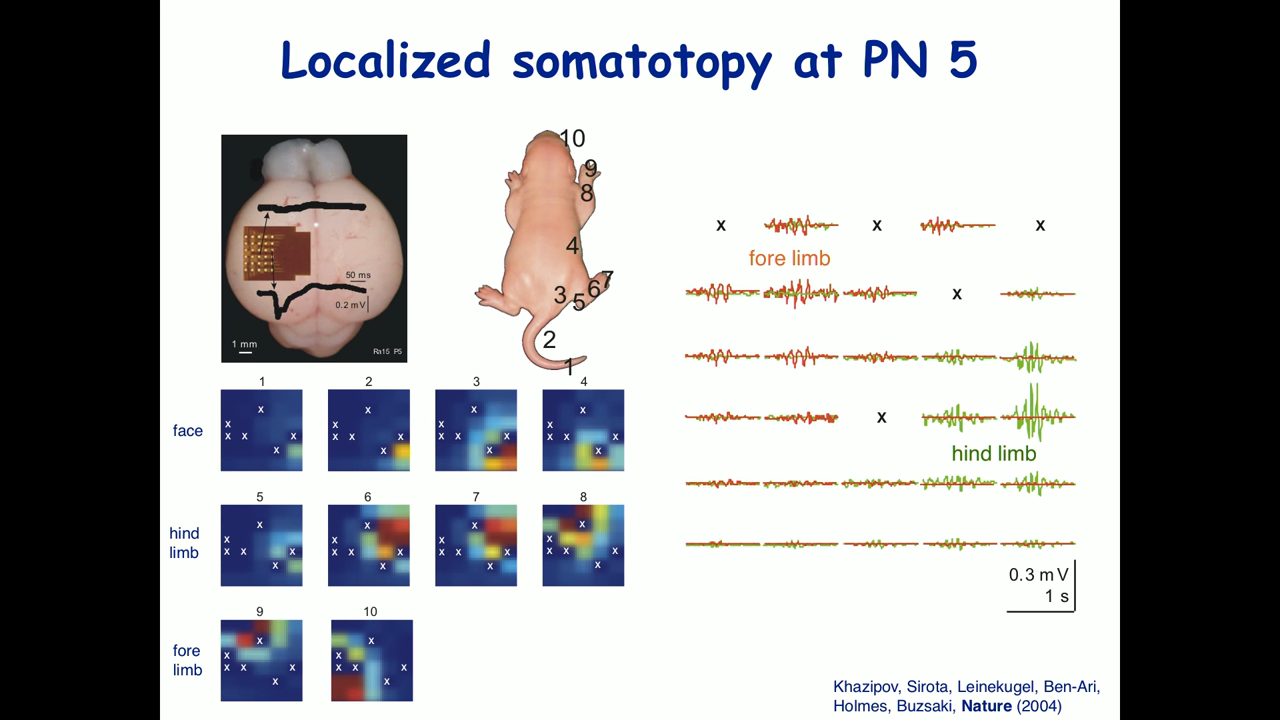 Localized somatotopy at PN 5
50 ms
0.2 mV
1 mm
Ra15 P5
10
9
8
4
7
6
5
3
2
1
x x x
fore limb
x
x
hind limb
0.3 mV
1 s
1 2 3 4
face
x x x x x x
x x x x x x
x x x x x x
x x x x x x
5 6 7 8
hind
limb
x x x x x x
x x x x x x
x x x x x x
x x x x x x
9 10
fore
limb
x x x x x x
x x x x x x
Khazipov, Sirota, Leinekugel, Ben-Ari,
Holmes, Buzsaki, Nature (2004)